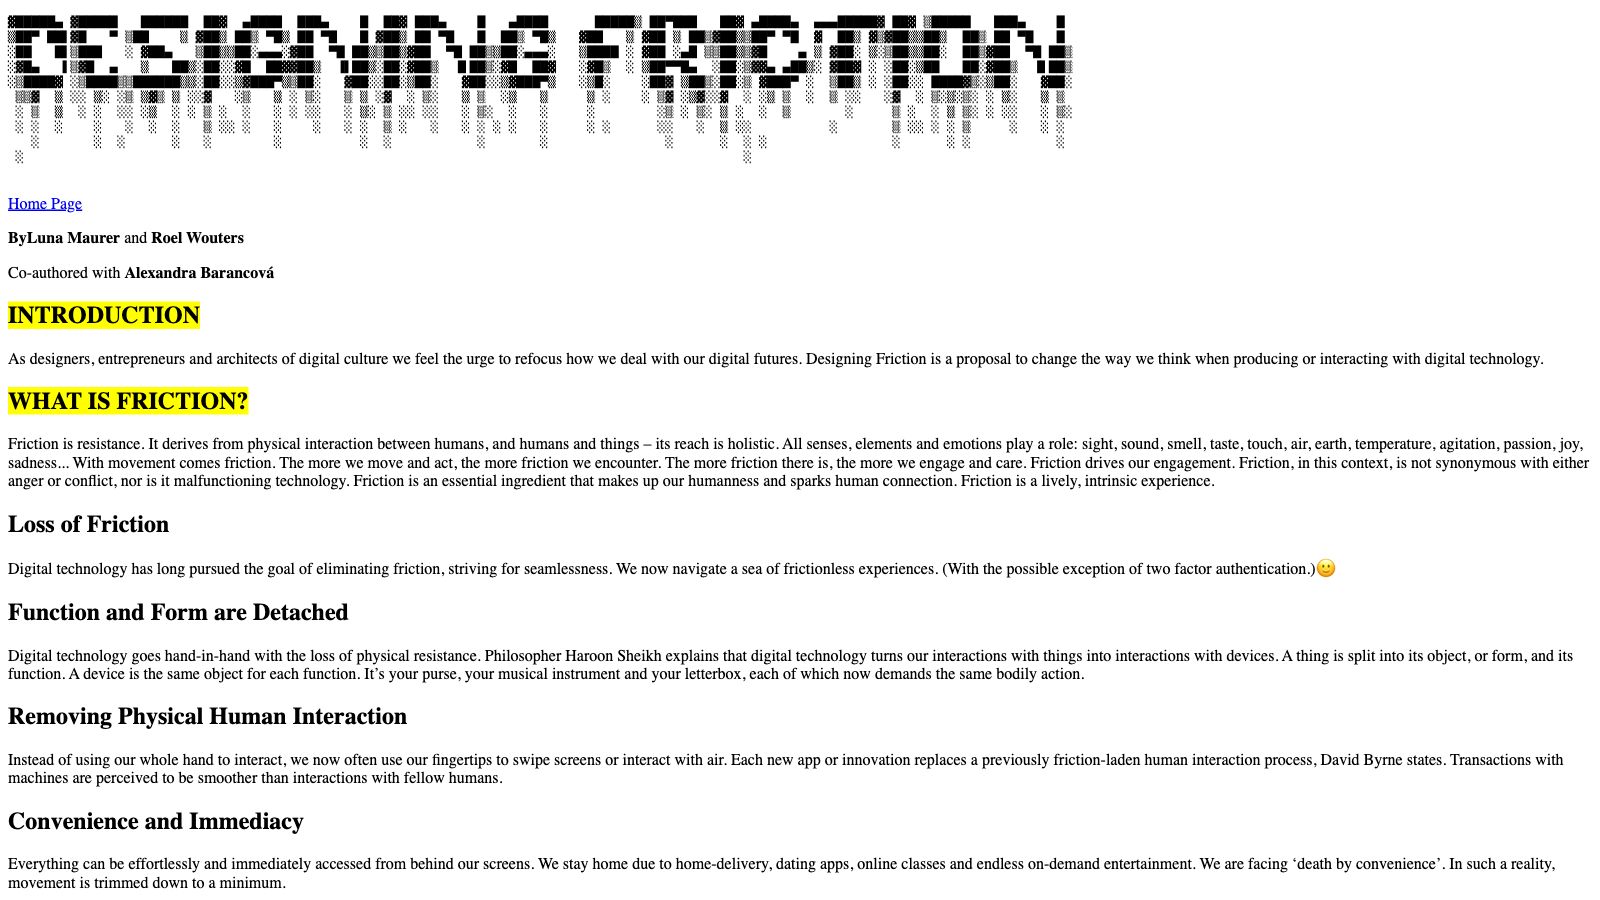 DESIGNING FRICTION
Home Page
ByLuna Maurer and Roel Wouters
Co-authored with Alexandra Barancová
INTRODUCTION
As designers, entrepreneurs and architects of digital culture we feel the urge to refocus how we deal with our digital futures. Designing Friction is a proposal to change the way we think when producing or interacting with digital technology.
WHAT IS FRICTION?
Friction is resistance. It derives from physical interaction between humans, and humans and things – its reach is holistic. All senses, elements and emotions play a role: sight, sound, smell, taste, touch, air, earth, temperature, agitation, passion, joy,
sadness... With movement comes friction. The more we move and act, the more friction we encounter. The more friction there is, the more we engage and care. Friction drives our engagement. Friction, in this context, is not synonymous with either
anger or conflict, nor is it malfunctioning technology. Friction is an essential ingredient that makes up our humanness and sparks human connection. Friction is a lively, intrinsic experience.
Loss of Friction
Digital technology has long pursued the goal of eliminating friction, striving for seamlessness. We now navigate a sea of frictionless experiences. (With the possible exception of two factor authentication.)🙂
Function and Form are Detached
Digital technology goes hand-in-hand with the loss of physical resistance. Philosopher Haroon Sheikh explains that digital technology turns our interactions with things into interactions with devices. A thing is split into its object, or form, and its
function. A device is the same object for each function. It’s your purse, your musical instrument and your letterbox, each of which now demands the same bodily action.
Removing Physical Human Interaction
Instead of using our whole hand to interact, we now often use our fingertips to swipe screens or interact with air. Each new app or innovation replaces a previously friction-laden human interaction process, David Byrne states. Transactions with
machines are perceived to be smoother than interactions with fellow humans.
Convenience and Immediacy
Everything can be effortlessly and immediately accessed from behind our screens. We stay home due to home-delivery, dating apps, online classes and endless on-demand entertainment. We are facing ‘death by convenience’. In such a reality,
movement is trimmed down to a minimum.